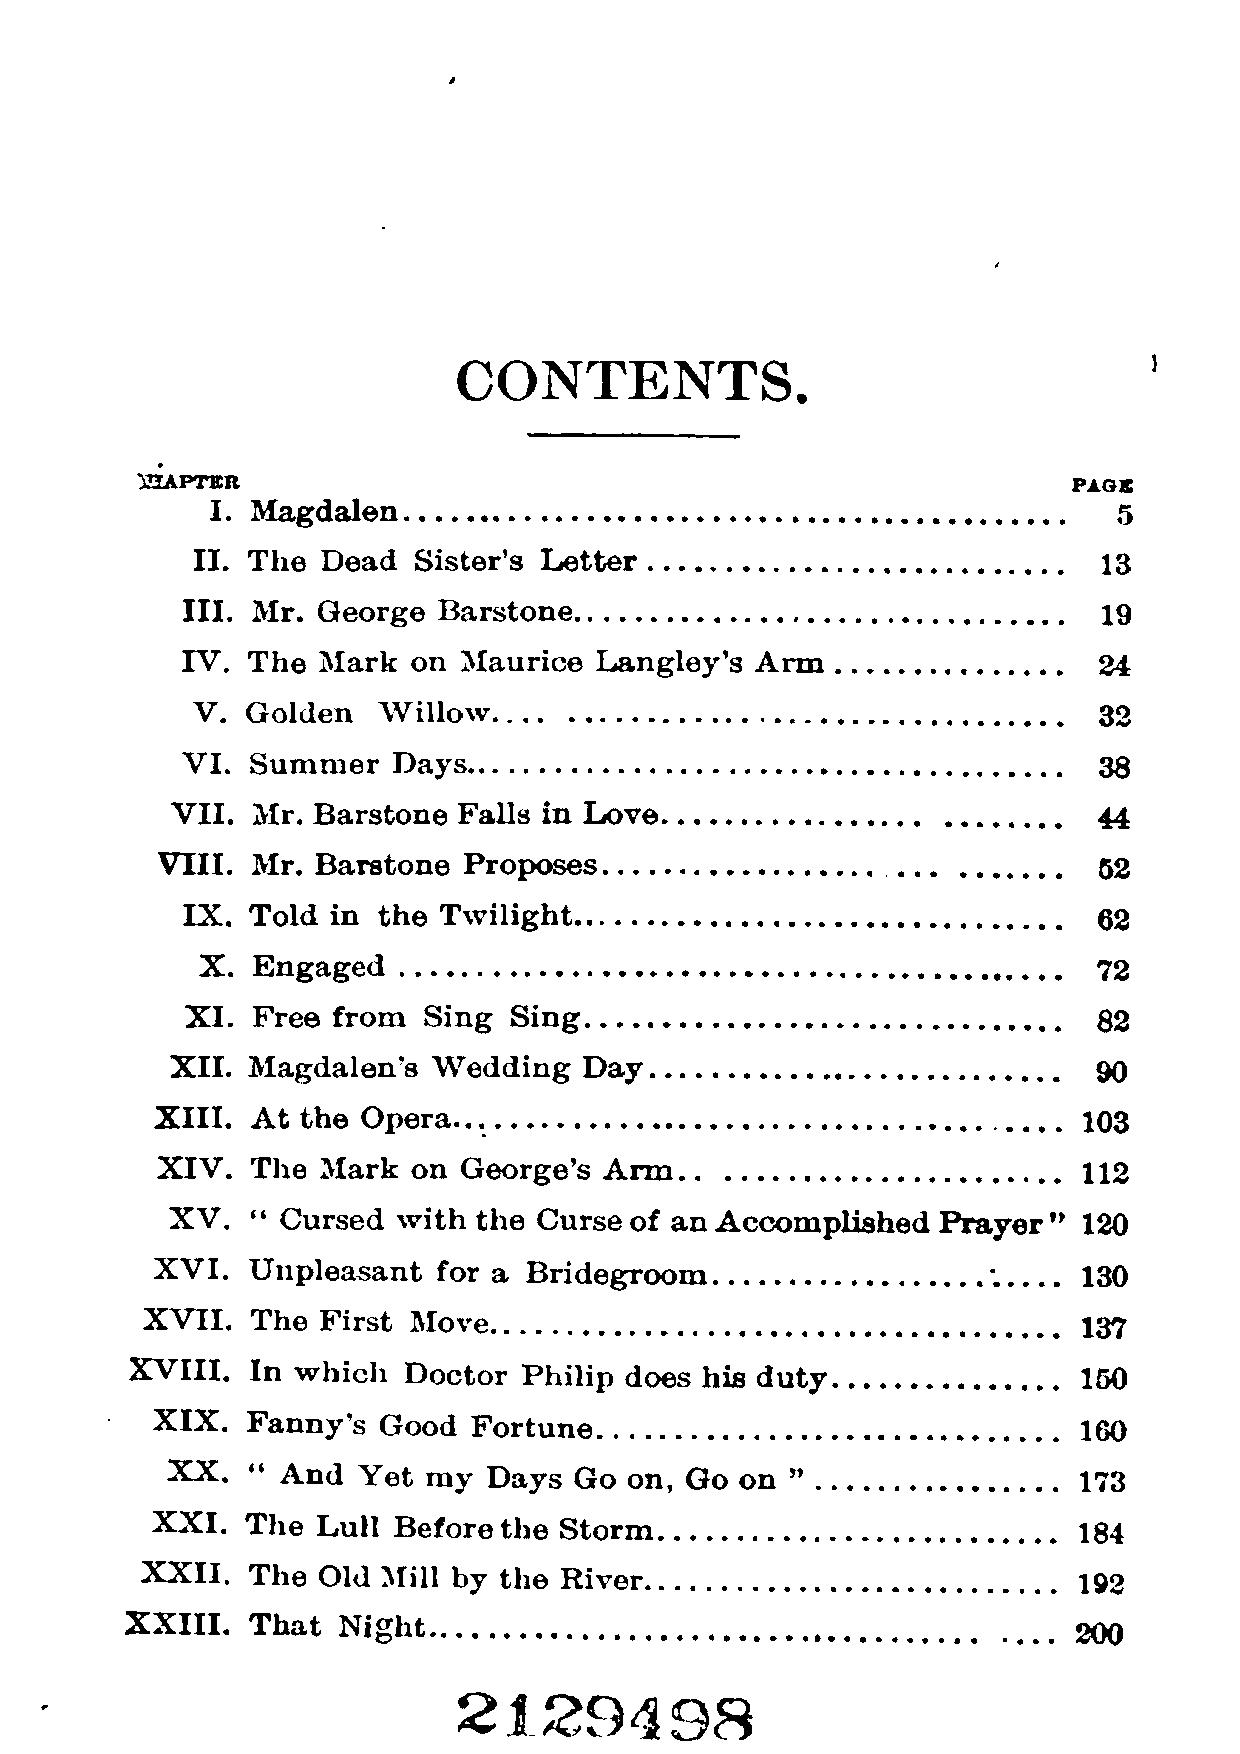 CONTENTS.
CHAPTER PAGE
I. Magdalen.......................................... 5
II. The Dead Sister's Letter ........................... 13
III. Mr. George Barstone................................ 19
IV. The Mark on Maurice Langley's Arm ............... 24
V. Golden Willow.... ................................ 32
VI. Summer Days...................................... 38
VII. Mr. Barstone Falls in Love................. ........ 44
VIII. Mr. Barstone Proposes.................. ... ....... 52
IX. Told in the Twilight............................... 62
X. Engaged .......................................... 72
XI. Free from Sing Sing............................... 82
XII. Magdalen's Wedding Day........................... 90
XIII. At the Opera....................................... 103
XIV. The Mark on George's Arm.. ...................... 112
XV. " Cursed with the Curse of an Accomplished Prayer" 120
XVI. Unpleasant for a Bridegroom....................... 130
XVII. The First Move..................................... 137
XVIII. In which Doctor Philip does his duty............... 150
XIX. Fanny's Good Fortune.............................. 160
XX. " And Yet my Days Go on, Go on " ................ 173
XXI. The Lull Before the Storm.......................... 184
XXII. The Old Mill by the River........................... 192
XXIII. That Night................................... .... 200
2129498